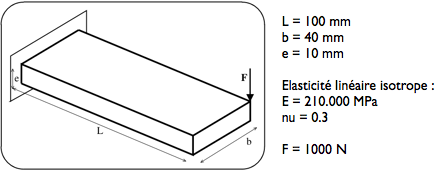 L = 100 mm
b = 40 mm
e = 10 mm
Elasticité linéaire isotrope :
E = 210.000 MPa
nu = 0.3
F = 1000 N
F
e
L
b